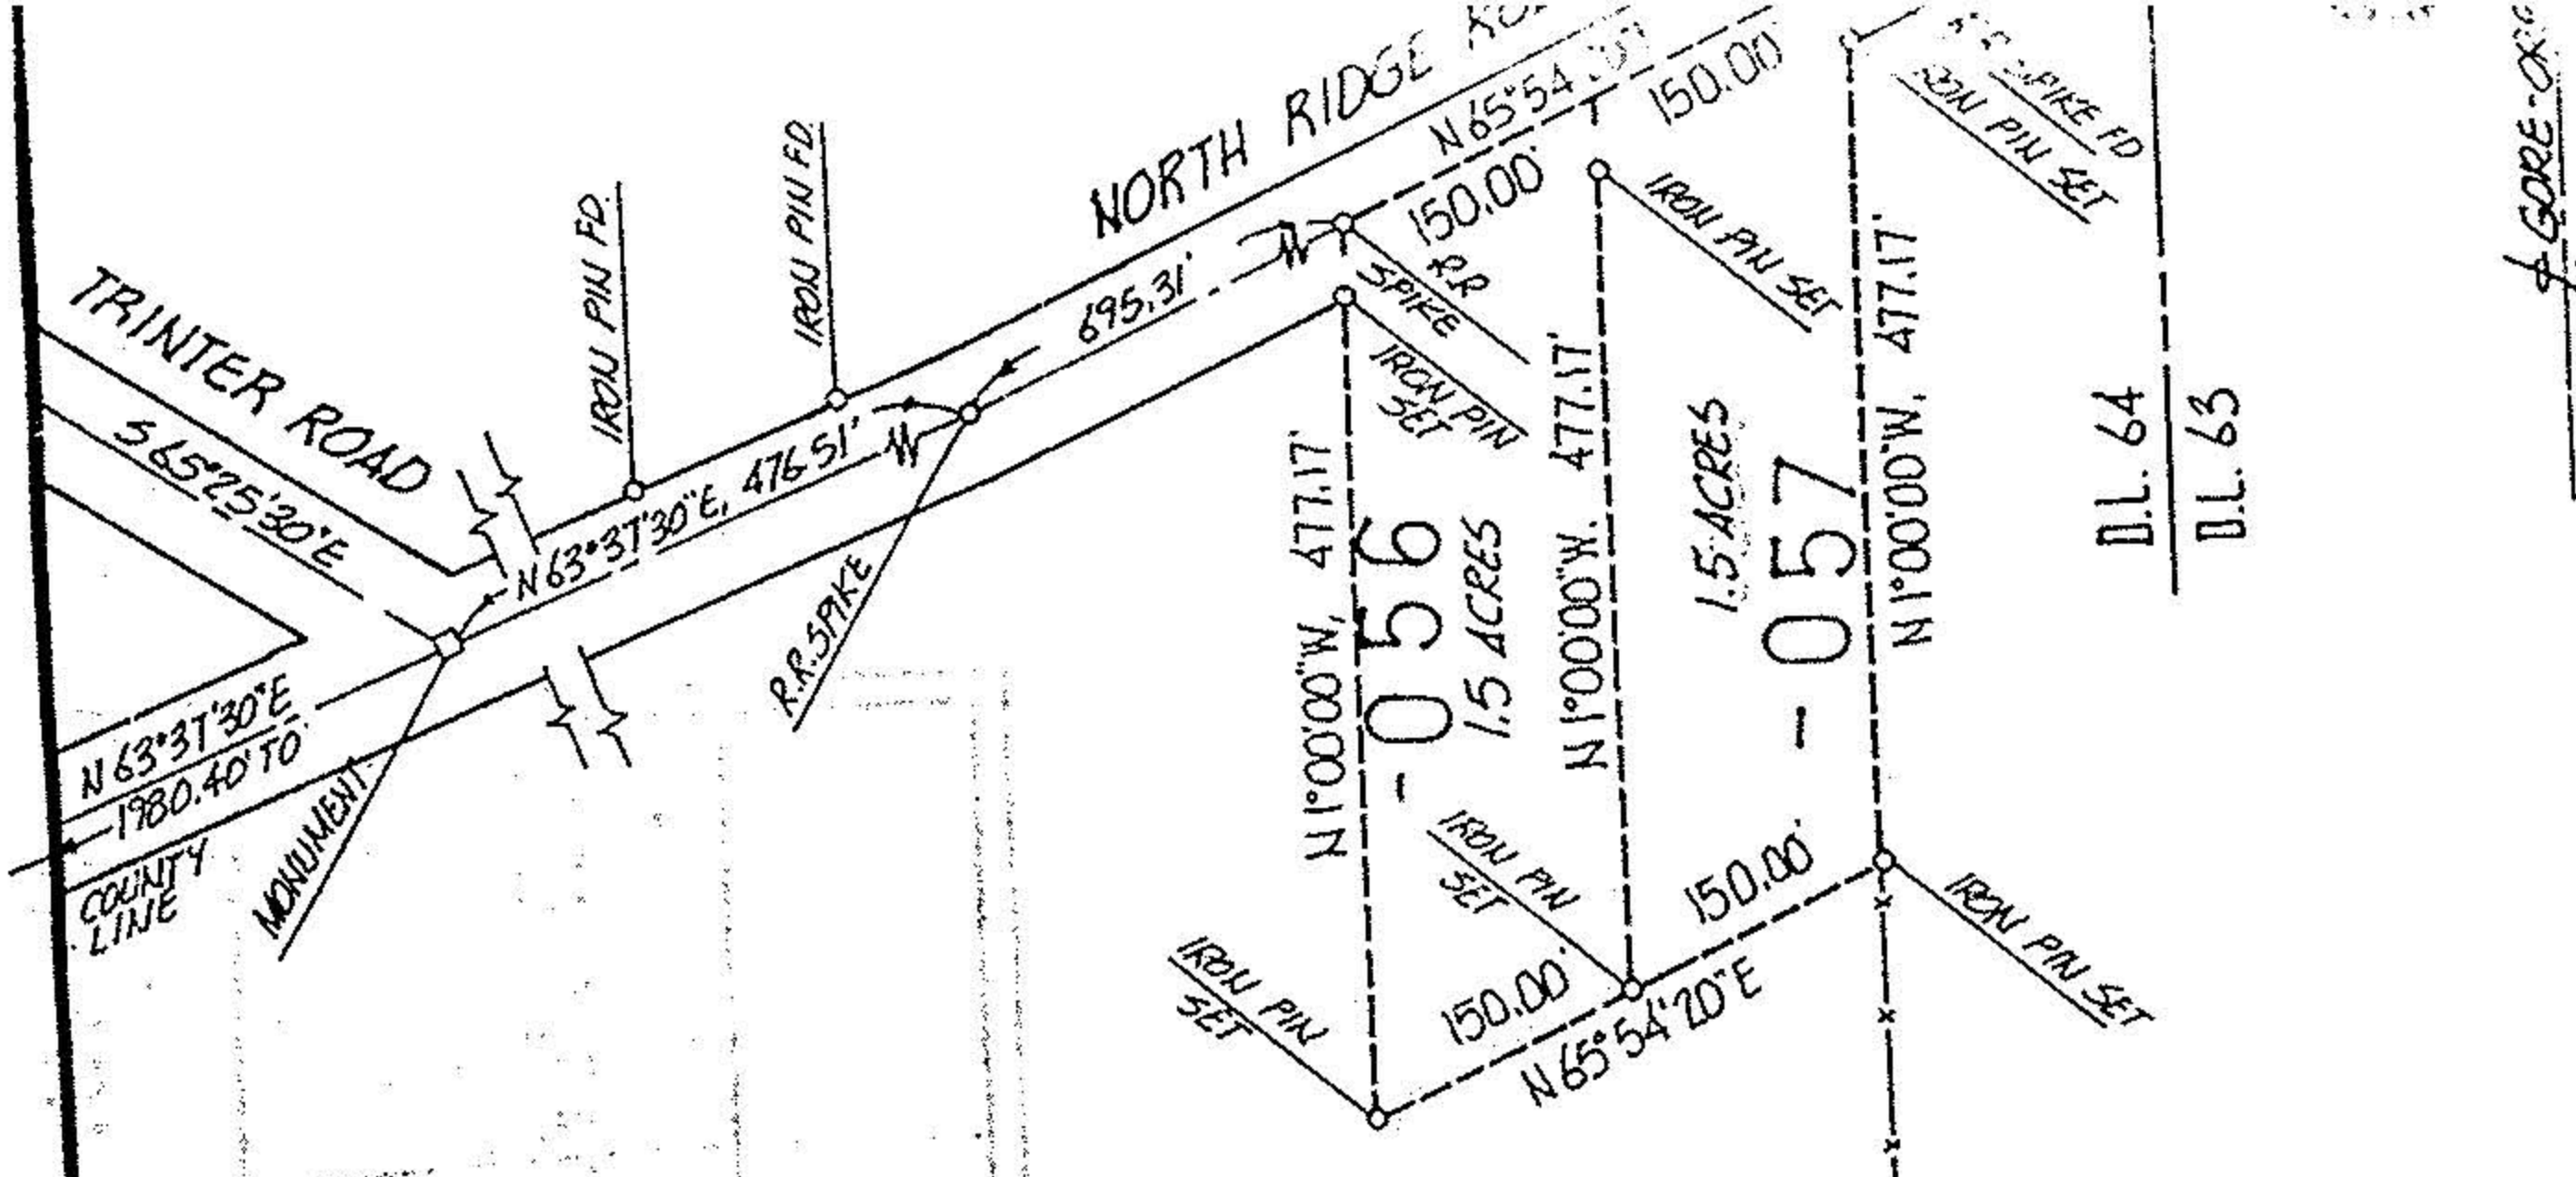 TRINTER ROAD
S 65°25'30"E
N 63°37'30"E
1980.40' TO
COUNTY
LINE
MONUMENT
IRON PIN FD.
IRON PIN FD.
N 63°37'30"E, 476.51'
R.R. SPIKE
NORTH RIDGE
695.31'
N 65°54'
150.00'
150.00
R.R.
SPIKE
IRON PIN
SET
IRON PIN SET
SPIKE FD
IRON PIN SET
N 1°00'00"W, 477.17'
-056
1.5 ACRES
N 1°00'00"W. 477.17'
1.5 ACRES
-057
N 1°00'00"W, 477.17'
D.L. 64
D.L. 63
GORE-
IRON PIN
SET
IRON PIN
SET
150.00'
150.00'
N 65°54'20"E
IRON PIN SET